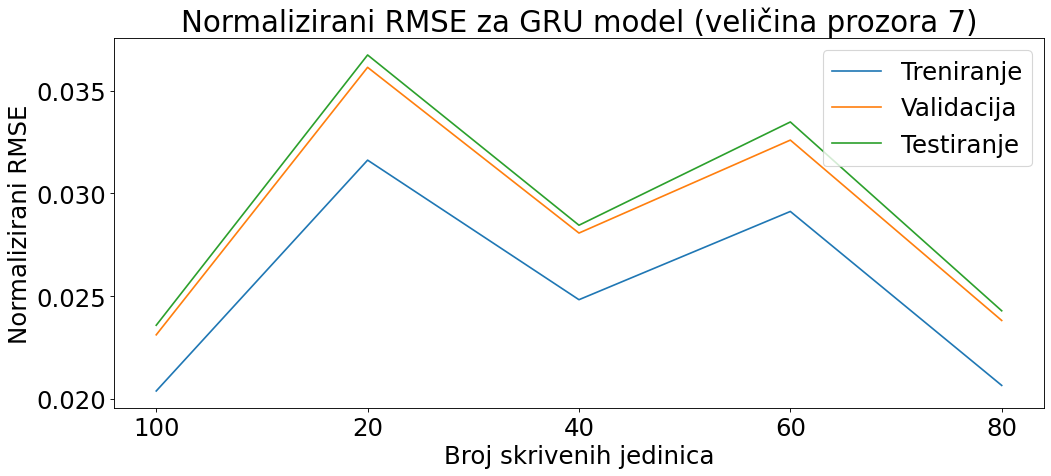 Normalizirani RMSE za GRU model (veličina prozora 7)
Treniranje
Validacija
Testiranje
Normalizirani RMSE
0.035
0.030
0.025
0.020
100 20 40 60 80
Broj skrivenih jedinica